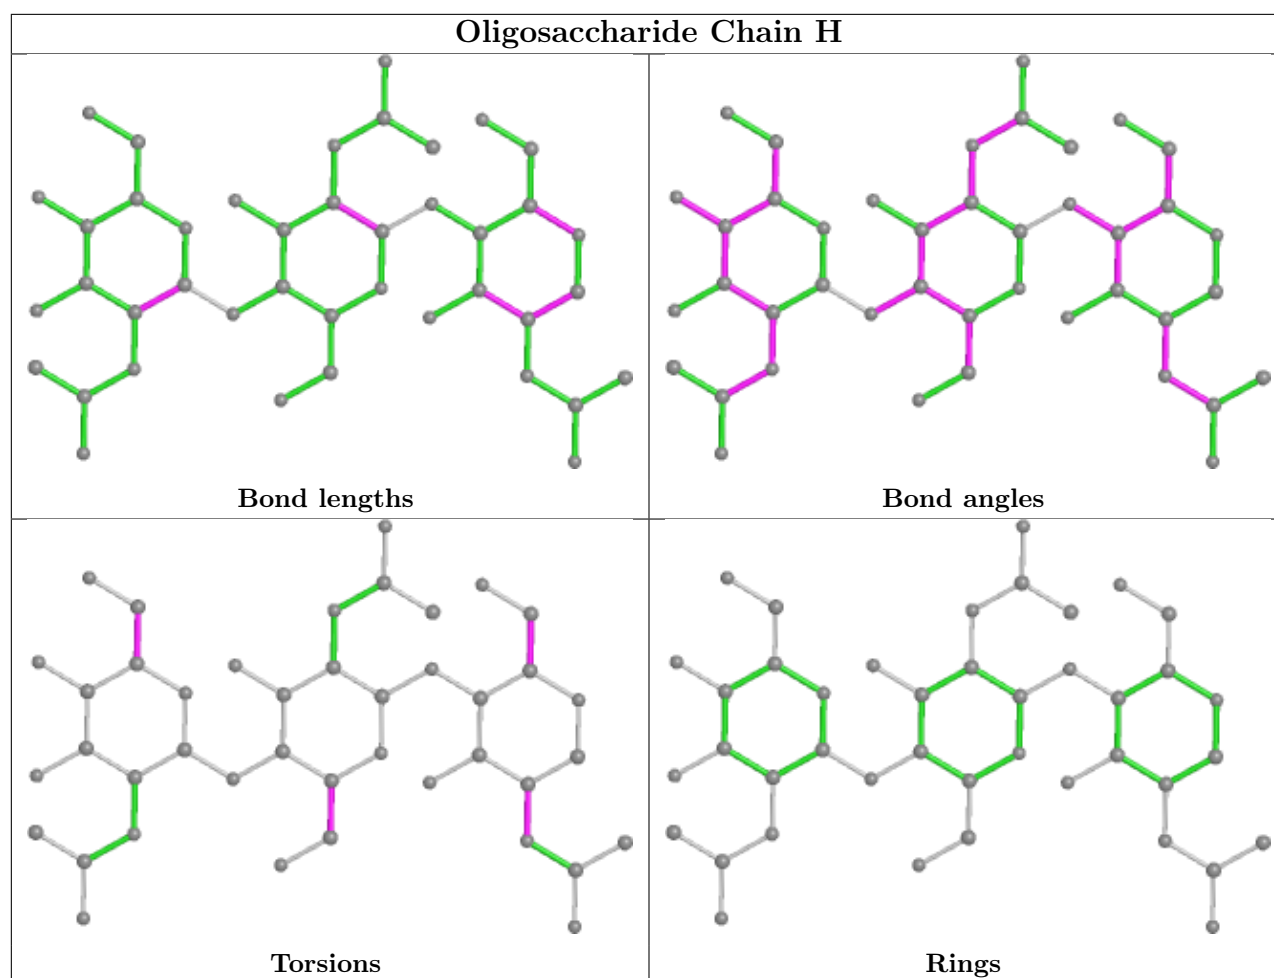 Oligosaccharide Chain H
Bond lengths
Bond angles
Torsions
Rings